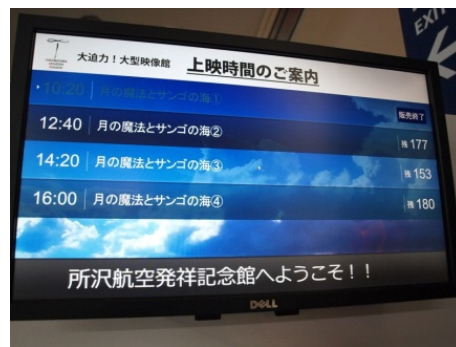 大迫力！大型映像館 上映時間のご案内
・10:20 月の魔法とサンゴの海①
販売終了
12:40 月の魔法とサンゴの海②
残 177
14:20 月の魔法とサンゴの海③
残 153
16:00 月の魔法とサンゴの海④
残 180
所沢航空発祥記念館へようこそ！！
DELL
EXIT